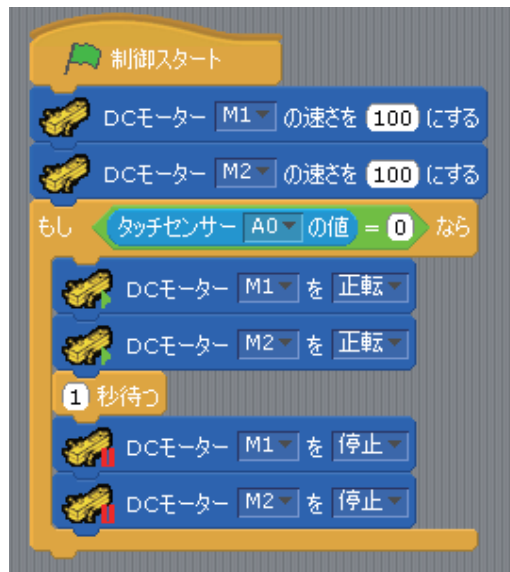 制御スタート
DCモーター M1 の速さを 100 にする
DCモーター M2 の速さを 100 にする
もし タッチセンサー A0 の値 = 0 なら
DCモーター M1 を 正転
DCモーター M2 を 正転
1 秒待つ
DCモーター M1 を 停止
DCモーター M2 を 停止